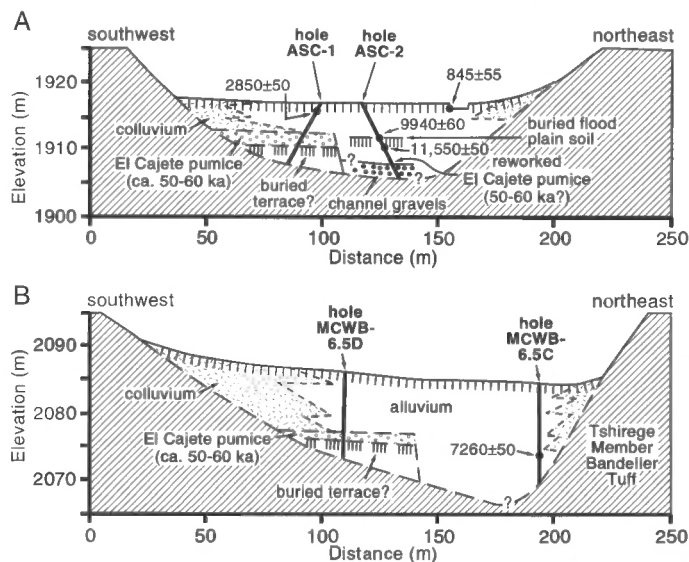 A
southwest
hole
ASC-1
hole
ASC-2
northeast
2850±50
845±55
1920
1910
1900
Elevation (m)
colluvium
9940±60
buried flood
plain soil
11,550±50
El Cajete pumice
(ca. 50-60 ka)
reworked
El Cajete pumice
(50-60 ka?)
buried
terrace?
?
channel gravels
?
0
50
100
150
200
250
Distance (m)
B
southwest
hole
MCWB-
6.5D
hole
MCWB-
6.5C
northeast
2090
2080
2070
Elevation (m)
colluvium
alluvium
El Cajete pumice
(ca. 50-60 ka)
7260±50
Tshirege
Member
Bandelier
Tuff
buried terrace?
?
0
50
100
150
200
250
Distance (m)